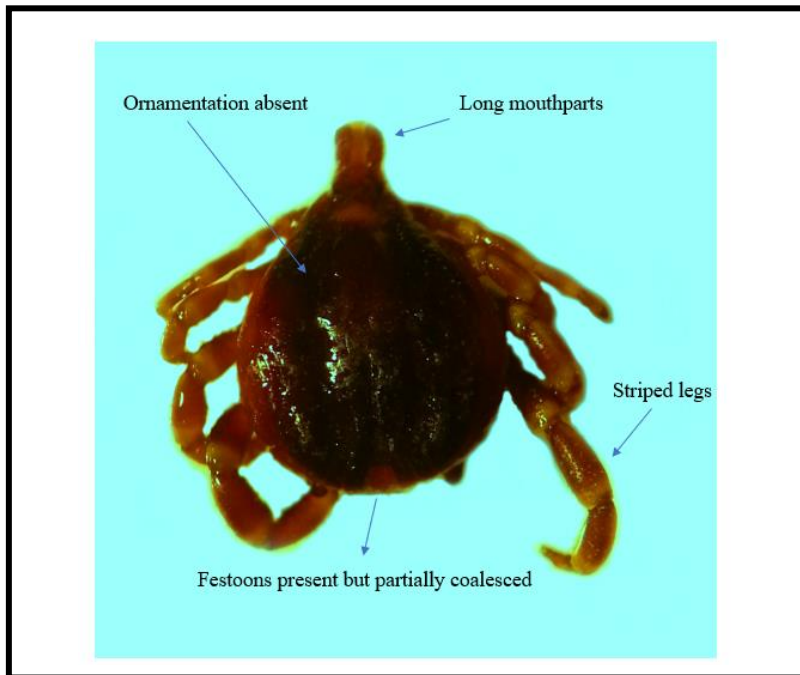 Ornamentation absent
Long mouthparts
Striped legs
Festoons present but partially coalesced